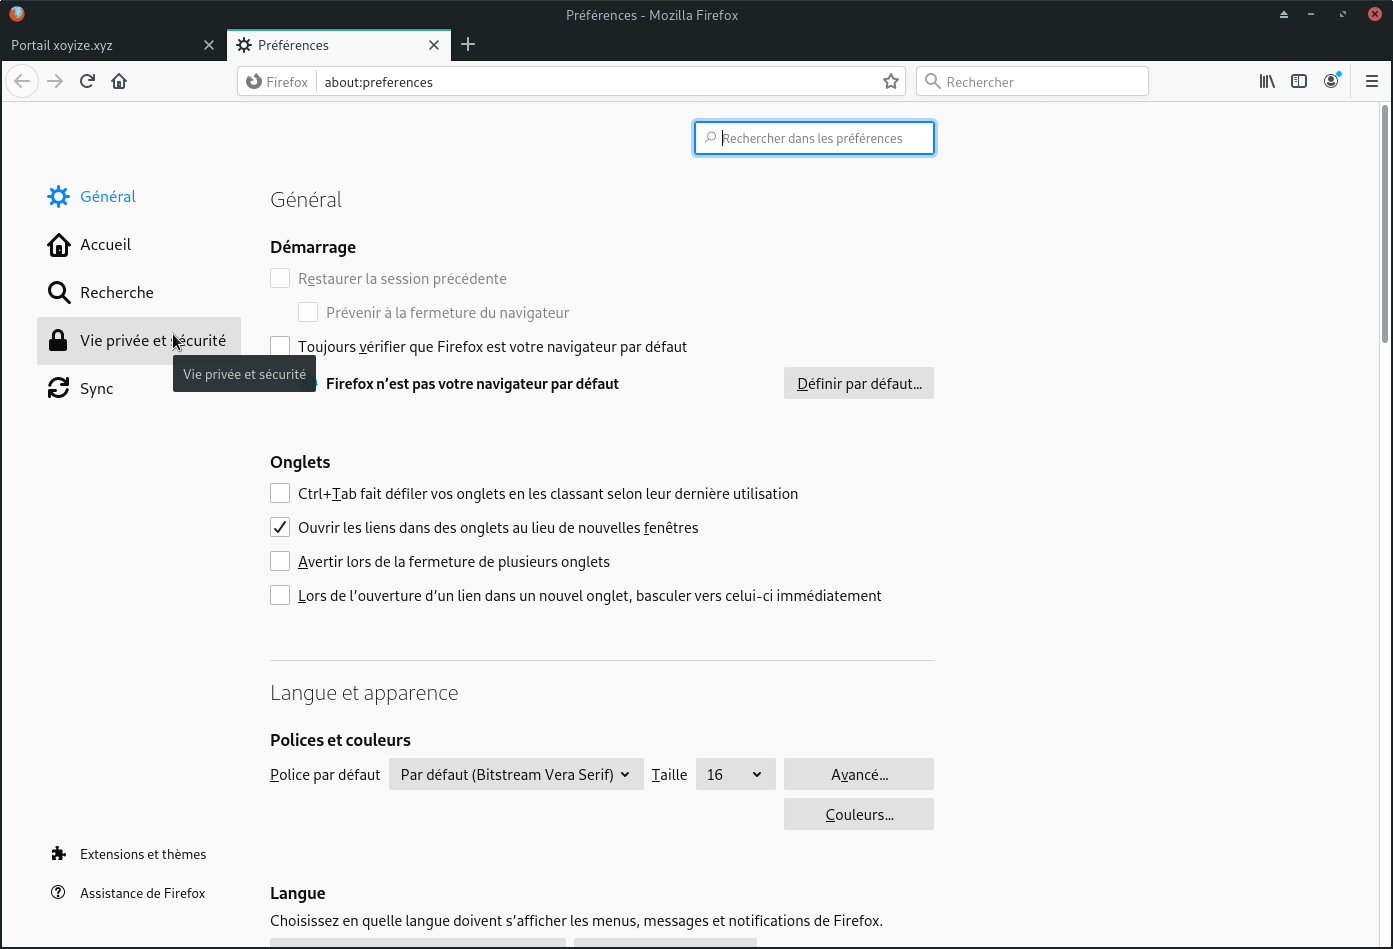 Préférences - Mozilla Firefox
Portail xoyize.xyz
Préférences
Firefox
about:preferences
Rechercher
Rechercher dans les préférences
Général
Accueil
Recherche
Vie privée et sécurité
Vie privée et sécurité
Sync
Général
Démarrage
Restaurer la session précédente
Prévenir à la fermeture du navigateur
Toujours vérifier que Firefox est votre navigateur par défaut
Firefox n’est pas votre navigateur par défaut
Définir par défaut...
Onglets
Ctrl+Tab fait défiler vos onglets en les classant selon leur dernière utilisation
Ouvrir les liens dans des onglets au lieu de nouvelles fenêtres
Avertir lors de la fermeture de plusieurs onglets
Lors de l’ouverture d’un lien dans un nouvel onglet, basculer vers celui-ci immédiatement
Langue et apparence
Polices et couleurs
Police par défaut
Par défaut (Bitstream Vera Serif)
Taille
16
Avancé...
Couleurs...
Langue
Choisissez en quelle langue doivent s’afficher les menus, messages et notifications de Firefox.
Extensions et thèmes
Assistance de Firefox